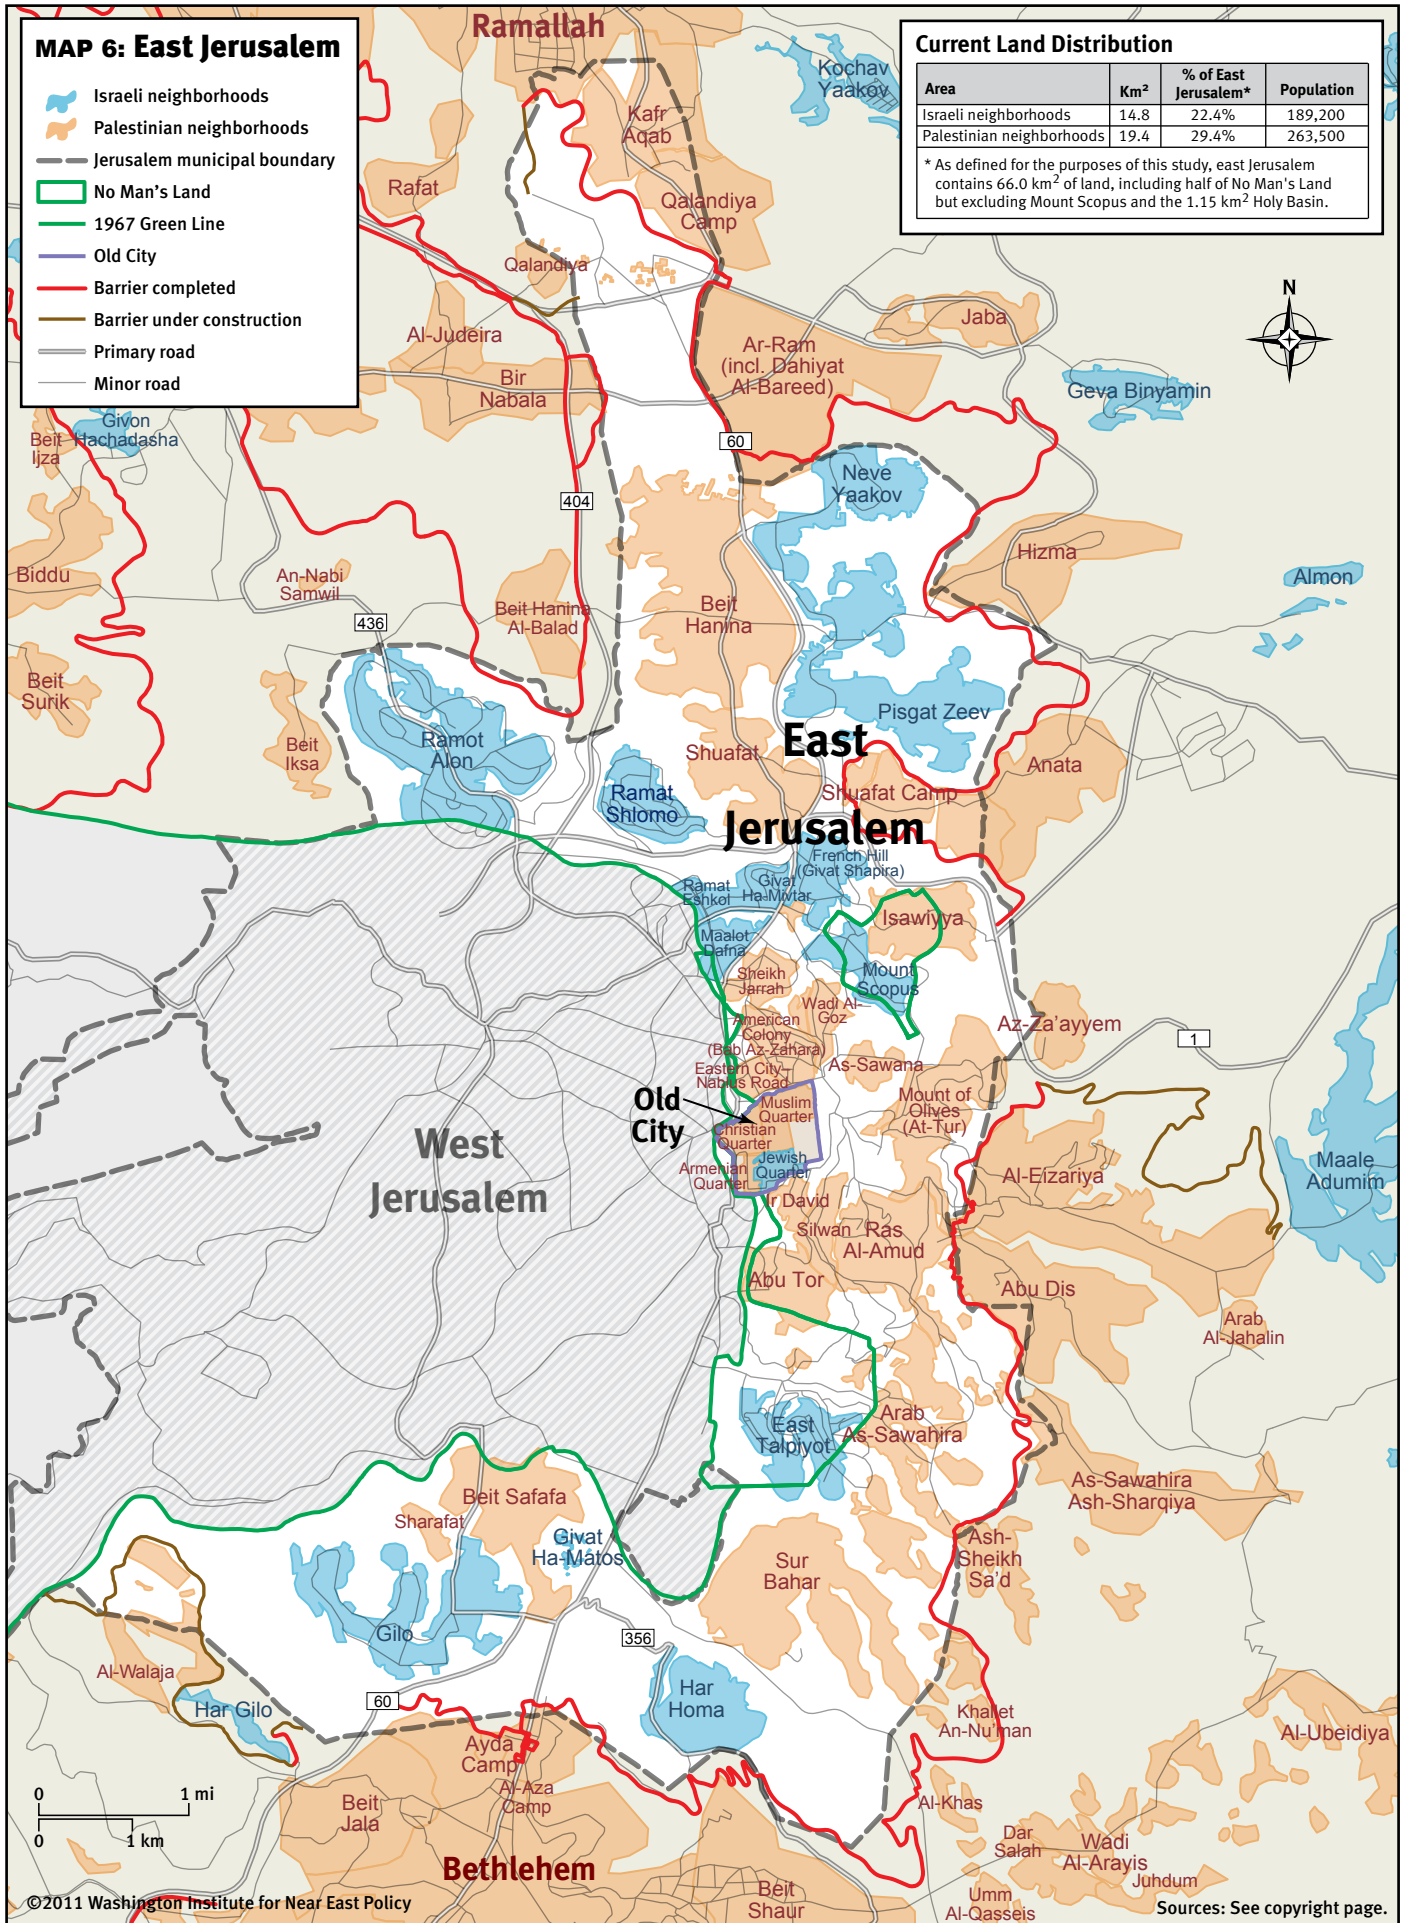 MAP 6: East Jerusalem
Israeli neighborhoods
Palestinian neighborhoods
Jerusalem municipal boundary
No Man's Land
1967 Green Line
Old City
Barrier completed
Barrier under construction
Primary road
Minor road
Current Land Distribution
Area Km² % of East Jerusalem* Population
Israeli neighborhoods 14.8 22.4% 189,200
Palestinian neighborhoods 19.4 29.4% 263,500
* As defined for the purposes of this study, east Jerusalem
contains 66.0 km² of land, including half of No Man's Land
but excluding Mount Scopus and the 1.15 km² Holy Basin.
N
Ramallah
Kochav
Yaakov
Kafr
Aqab
Rafat
Qalandiya
Camp
Qalandiya
Al-Judeira
Jaba
Ar-Ram
(incl. Dahiyat
Al-Bareed)
Bir
Nabala
Geva Binyamin
Givon
Hachadasha
Beit
Ijza
60
Neve
Yaakov
404
Hizma
Biddu
An-Nabi
Samwil
Almon
Beit Hanina
Al-Balad
Beit
Hanina
436
Beit
Surik
Pisgat Zeev
Ramot
Alon
Beit
Iksa
Shuafat
East
Jerusalem
Anata
Ramat
Shlomo
Shuafat Camp
French Hill
(Givat Shapira)
Ramat
Eshkol
Givat
Ha-Mivtar
Isawiyya
Maalot
Dafna
Sheikh
Jarrah
Mount
Scopus
Wadi Al-
Goz
American
Colony
(Bab Az-Zahara)
Az-Za'ayyem
1
Eastern City–
Nablus Road
As-Sawana
Old
City
Muslim
Quarter
Mount of
Olives
(At-Tur)
Christian
Quarter
West
Jerusalem
Jewish
Quarter
Armenian
Quarter
Al-Eizariya
Maale
Adumim
Ir David
Silwan
Ras
Al-Amud
Abu Tor
Abu Dis
Arab
Al-Jahalin
East
Talpiyot
Arab
As-Sawahira
As-Sawahira
Ash-Sharqiya
Beit Safafa
Sharafat
Givat
Ha-Matos
Ash-
Sheikh
Sa'd
Sur
Bahar
Gilo
356
Al-Walaja
Har Gilo
60
Har
Homa
Khallet
An-Nu'man
Al-Ubeidiya
Ayda
Camp
Al-Aza
Camp
Beit
Jala
Al-Khas
Dar
Salah
Wadi
Al-Arayis
Juhdum
Bethlehem
Beit
Shaur
Umm
Al-Qasseis
0 1 mi
0 1 km
©2011 Washington Institute for Near East Policy
Sources: See copyright page.